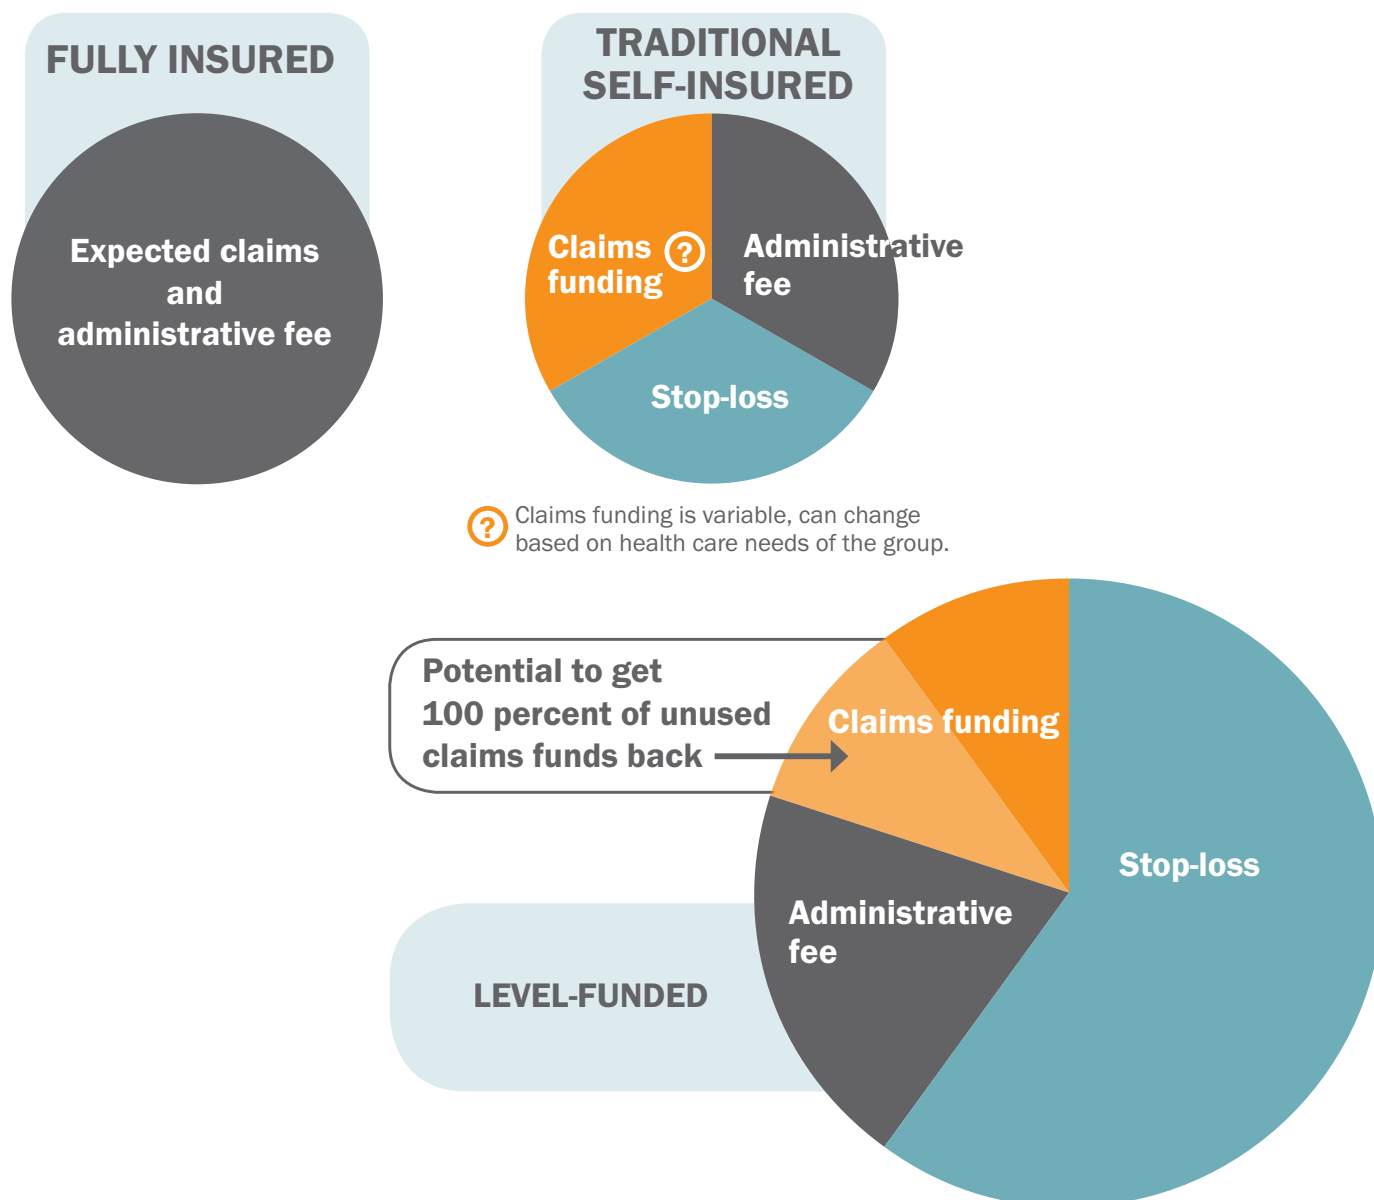 FULLY INSURED
Expected claims
and
administrative fee
TRADITIONAL
SELF-INSURED
Claims ?
funding
Administrative
fee
Stop-loss
? Claims funding is variable, can change
based on health care needs of the group.
Potential to get
100 percent of unused
claims funds back
Claims funding
Stop-loss
Administrative
fee
LEVEL-FUNDED